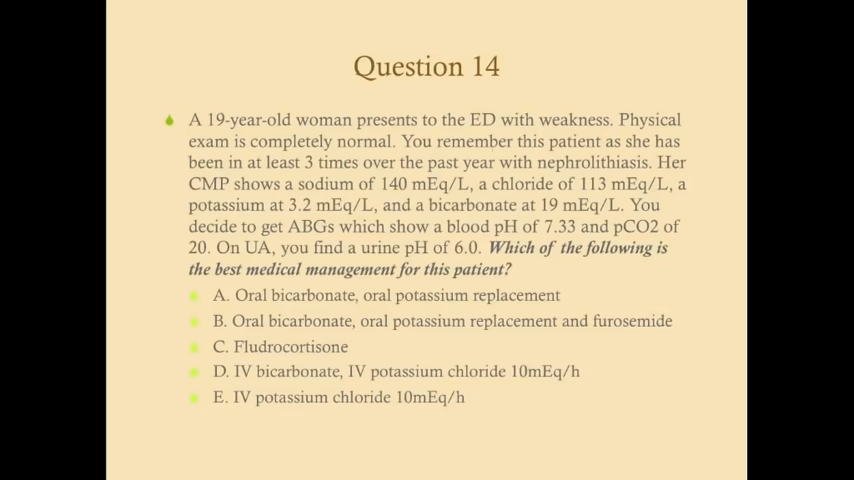 Question 14
A 19-year-old woman presents to the ED with weakness. Physical
exam is completely normal. You remember this patient as she has
been in at least 3 times over the past year with nephrolithiasis. Her
CMP shows a sodium of 140 mEq/L, a chloride of 113 mEq/L, a
potassium at 3.2 mEq/L, and a bicarbonate at 19 mEq/L. You
decide to get ABGs which show a blood pH of 7.33 and pCO2 of
20. On UA, you find a urine pH of 6.0. Which of the following is
the best medical management for this patient?
A. Oral bicarbonate, oral potassium replacement
B. Oral bicarbonate, oral potassium replacement and furosemide
C. Fludrocortisone
D. IV bicarbonate, IV potassium chloride 10mEq/h
E. IV potassium chloride 10mEq/h